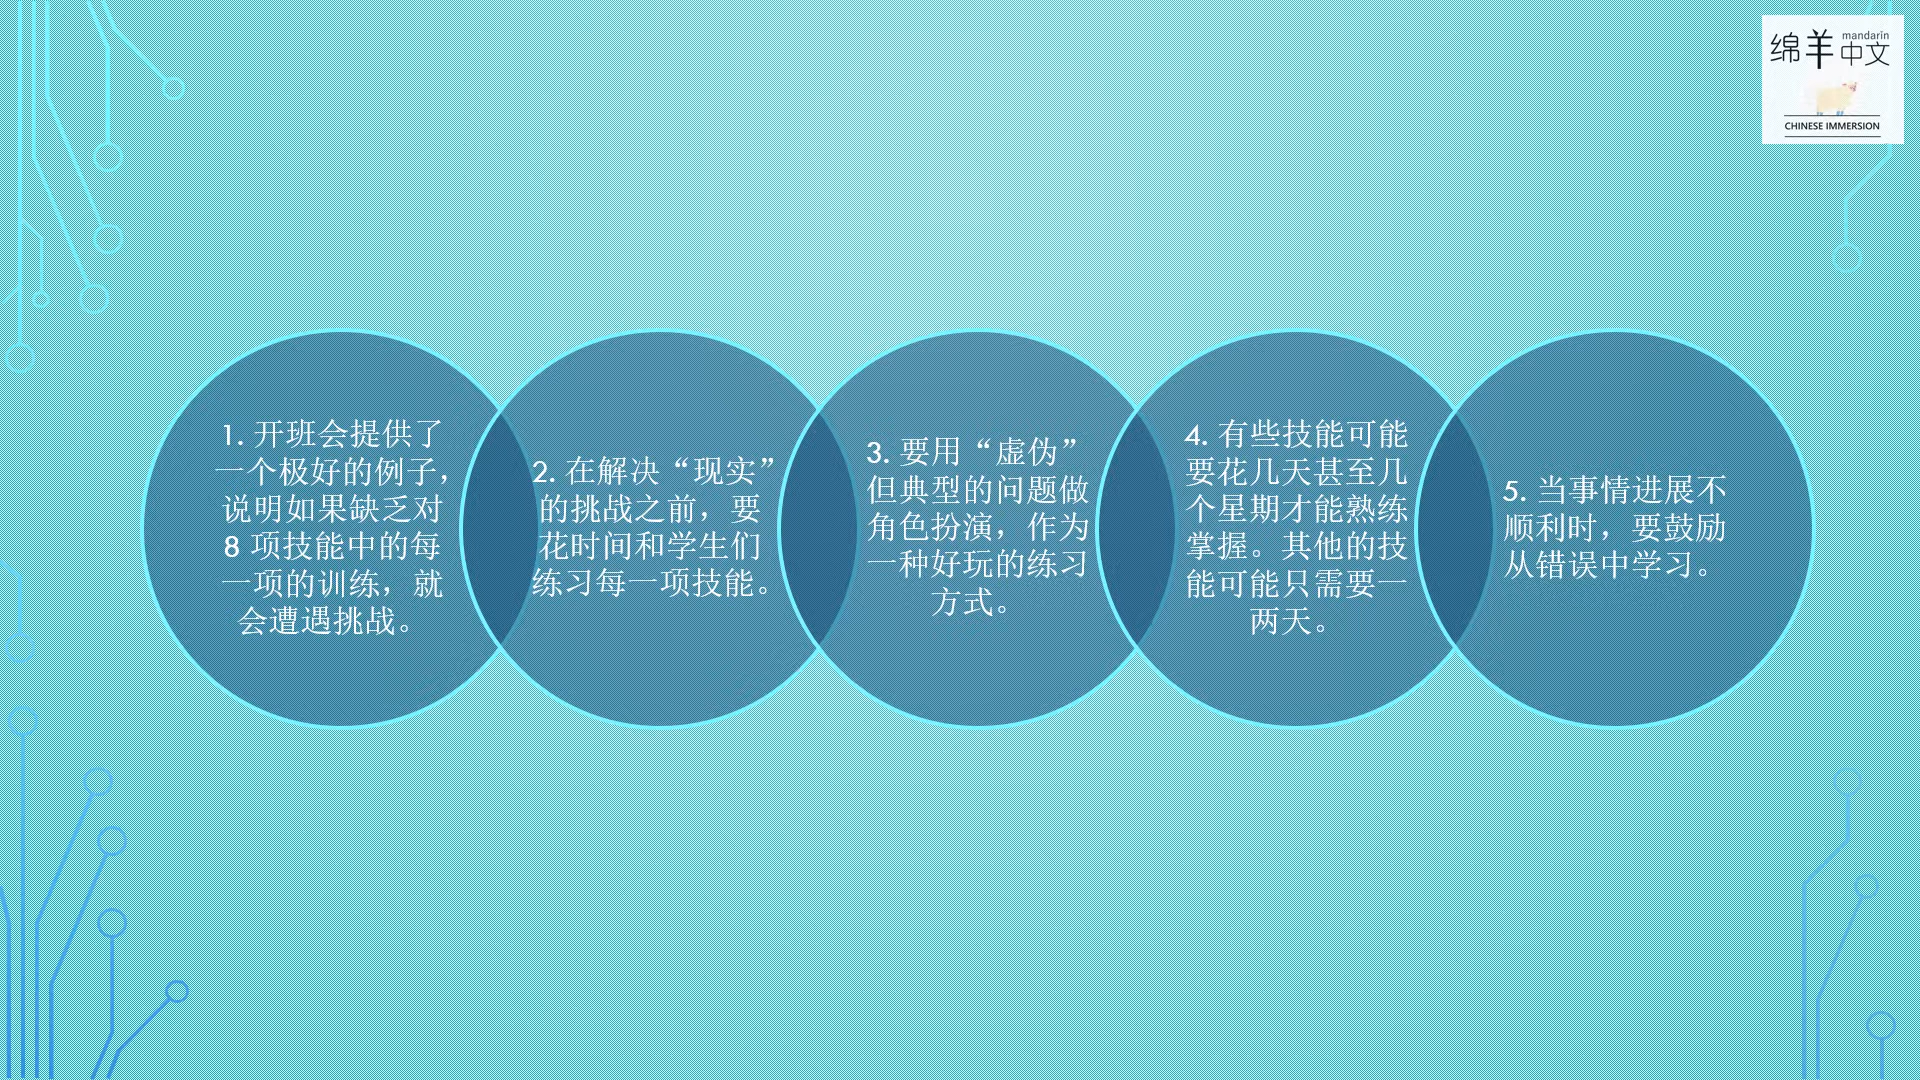 绵羊中文
mandarin
CHINESE IMMERSION
1. 开班会提供了
一个极好的例子，
说明如果缺乏对
8 项技能中的每
一项的训练，就
会遭遇挑战。
2. 在解决“现实”
的挑战之前，要
花时间和学生们
练习每一项技能。
3. 要用“虚伪”
但典型的问题做
角色扮演，作为
一种好玩的练习
方式。
4. 有些技能可能
要花几天甚至几
个星期才能熟练
掌握。其他的技
能可能只需要一
两天。
5. 当事情进展不
顺利时，要鼓励
从错误中学习。